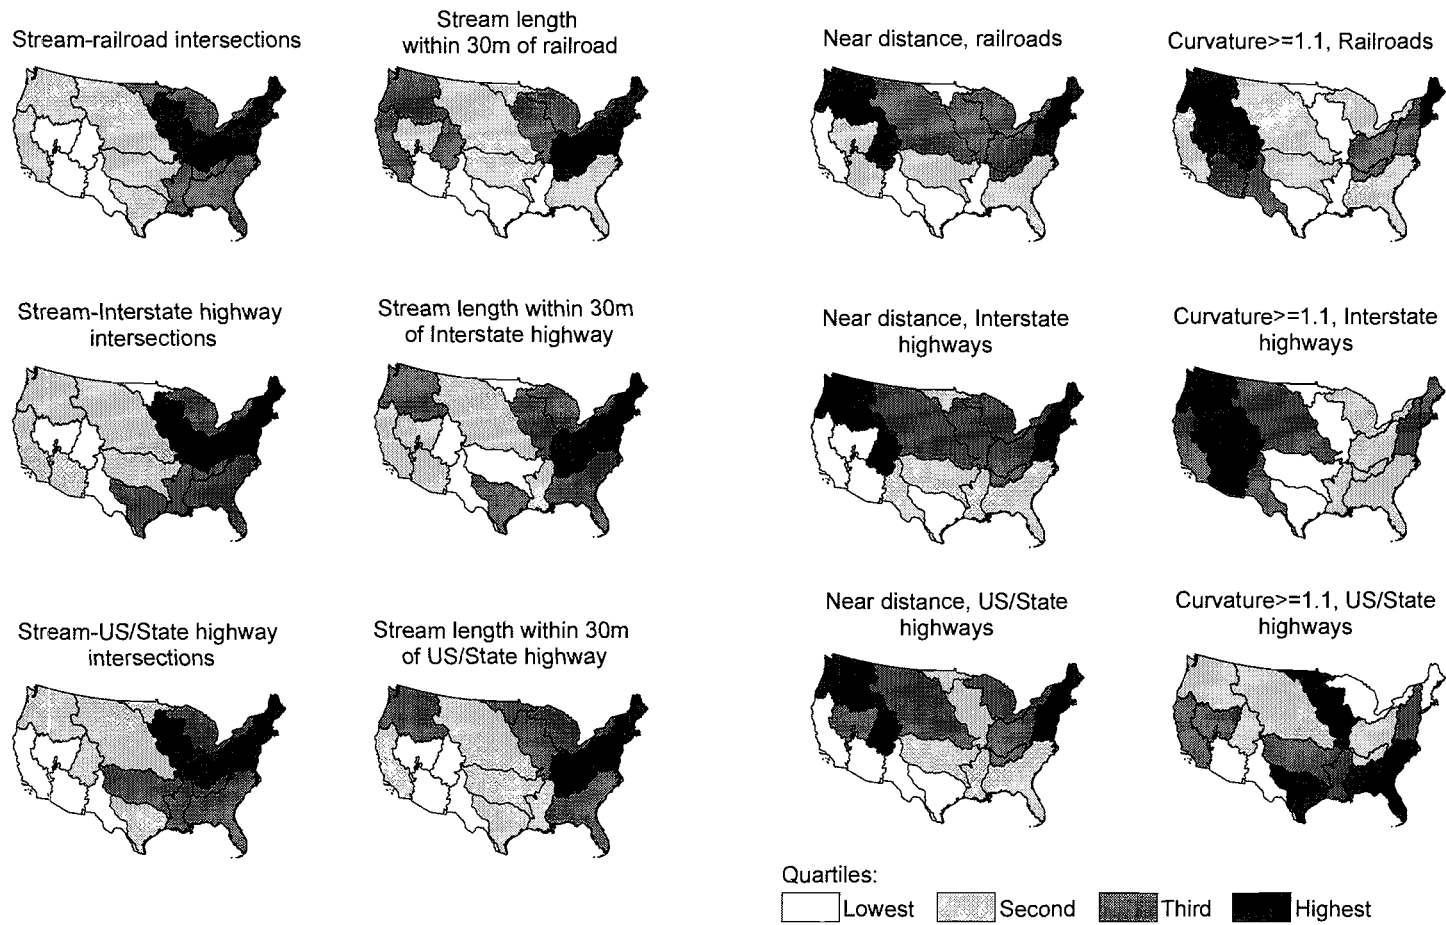 Stream-railroad intersections
Stream length
within 30m of railroad
Near distance, railroads
Curvature>=1.1, Railroads
Stream-Interstate highway
intersections
Stream length within 30m
of Interstate highway
Near distance, Interstate
highways
Curvature>=1.1, Interstate
highways
Stream-US/State highway
intersections
Stream length within 30m
of US/State highway
Near distance, US/State
highways
Curvature>=1.1, US/State
highways
Quartiles:
Lowest
Second
Third
Highest